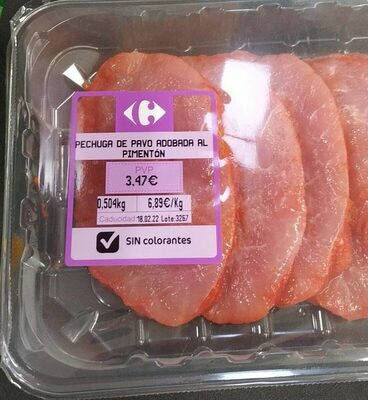 PECHUGA DE PAVO ADOBADA AL
PIMENTÓN
PVP
3.47€
0,504kg 6,89€/Kg
Caducidad: 18.02.22 Lote:3267
SIN colorantes